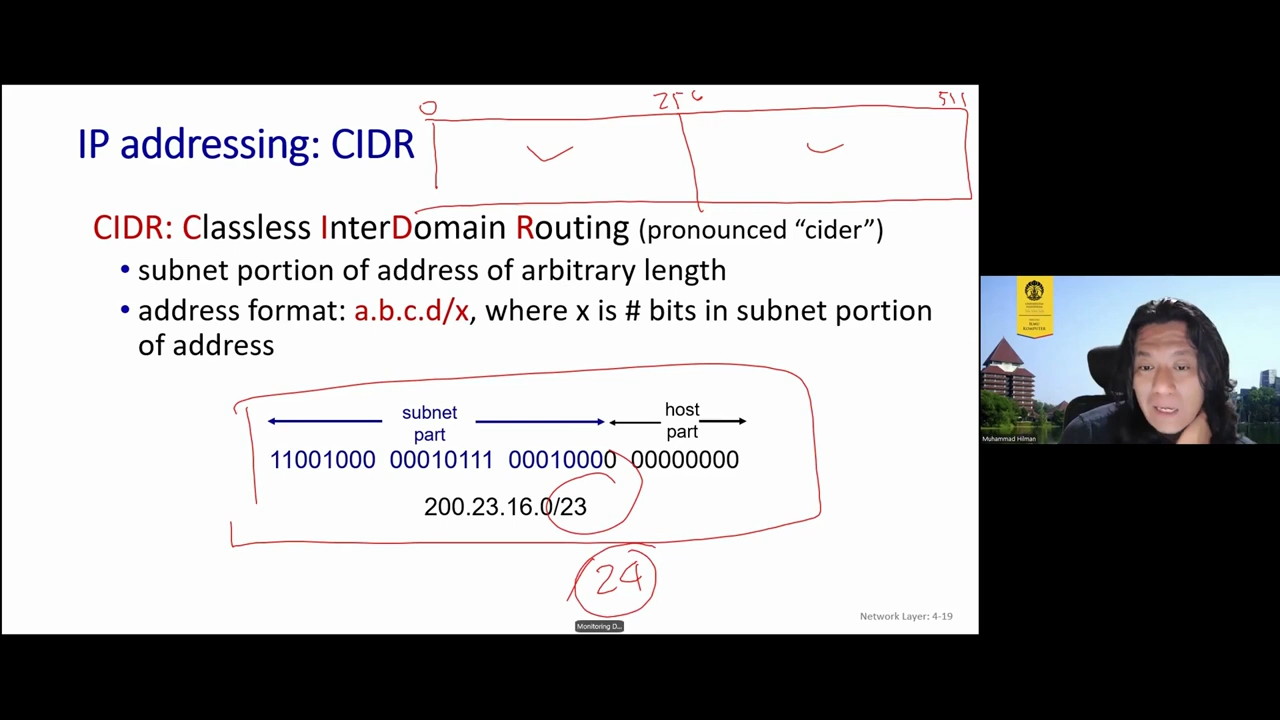 0 256 511
IP addressing: CIDR
CIDR: Classless InterDomain Routing (pronounced “cider”)
• subnet portion of address of arbitrary length
• address format: a.b.c.d/x, where x is # bits in subnet portion
of address
subnet
part
host
part
11001000 00010111 00010000 00000000
200.23.16.0/23
24
Network Layer: 4-19
Monitoring D...
ILMU
KOMPUTER
Muhammad Hilman